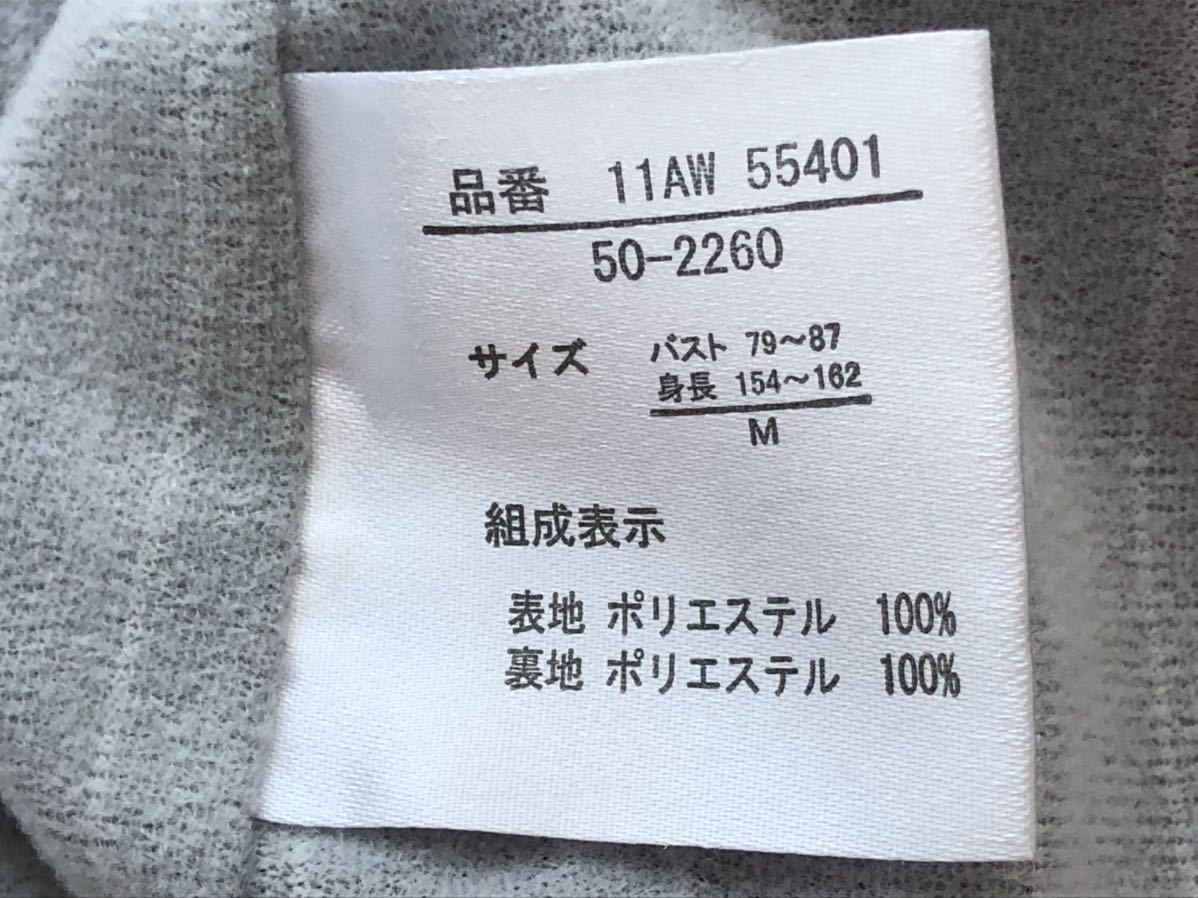 品番 11AW 55401
50-2260
サイズ バスト 79～87
身長 154～162
M
組成表示
表地 ポリエステル 100%
裏地 ポリエステル 100%